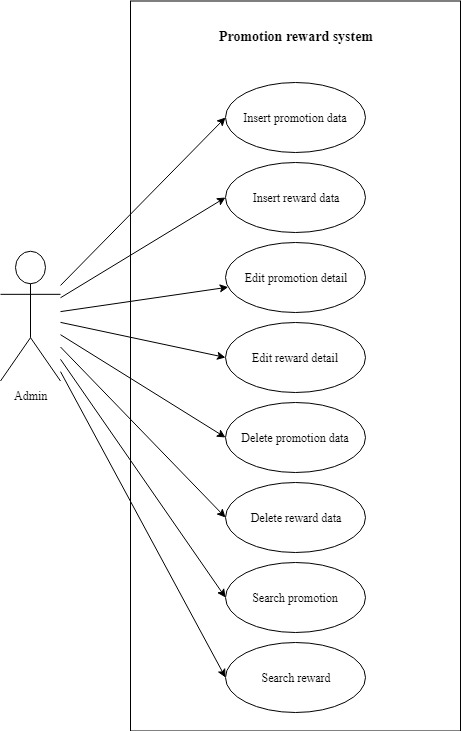 Promotion reward system
Insert promotion data
Insert reward data
Edit promotion detail
Edit reward detail
Admin
Delete promotion data
Delete reward data
Search promotion
Search reward